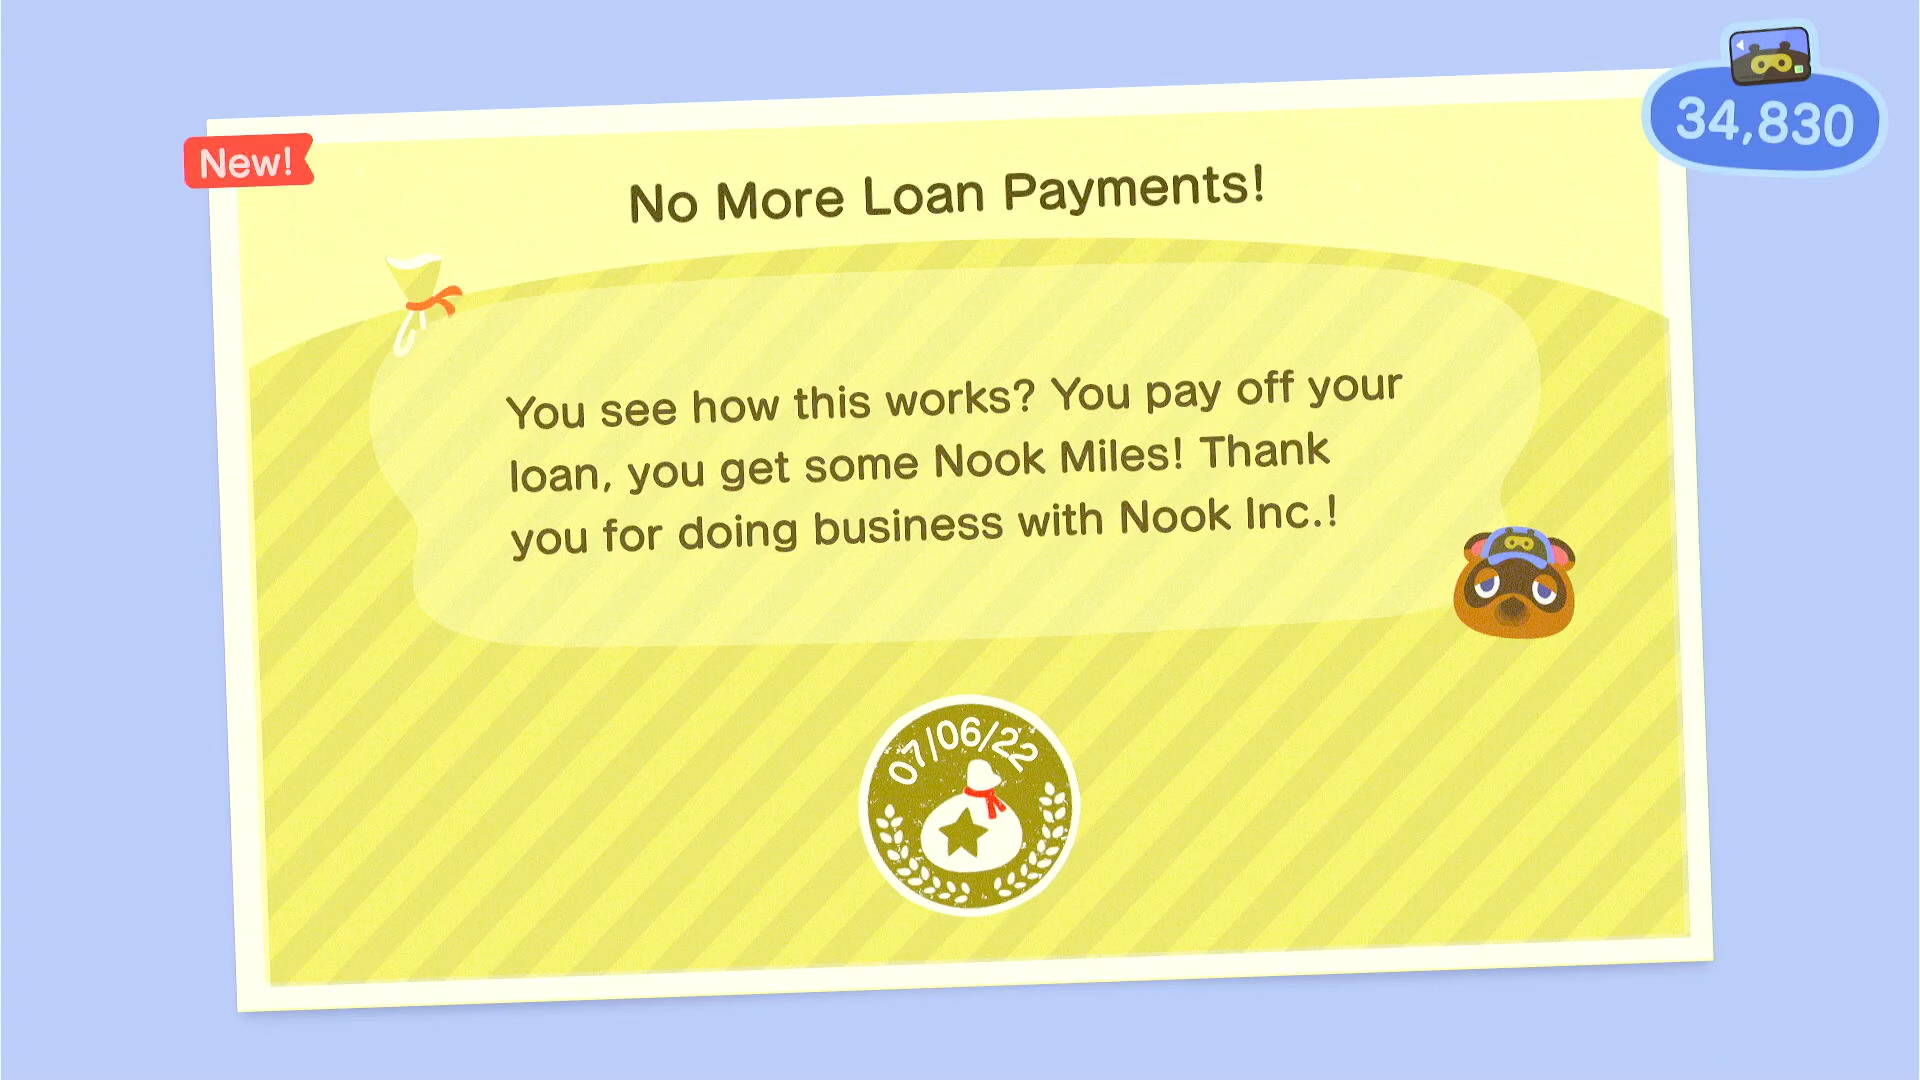 34,830
New!
No More Loan Payments!
You see how this works? You pay off your
loan, you get some Nook Miles! Thank
you for doing business with Nook Inc.!
07/06/22